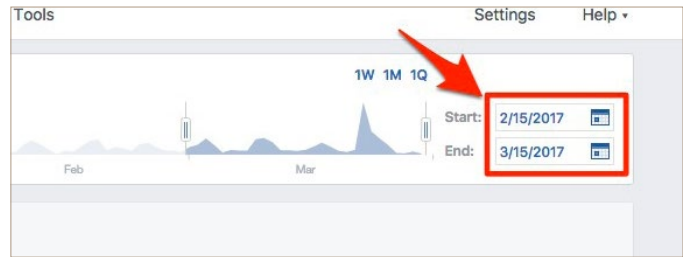 Tools Settings Help ▾
1W 1M 1Q
Start: 2/15/2017
End: 3/15/2017
Feb Mar